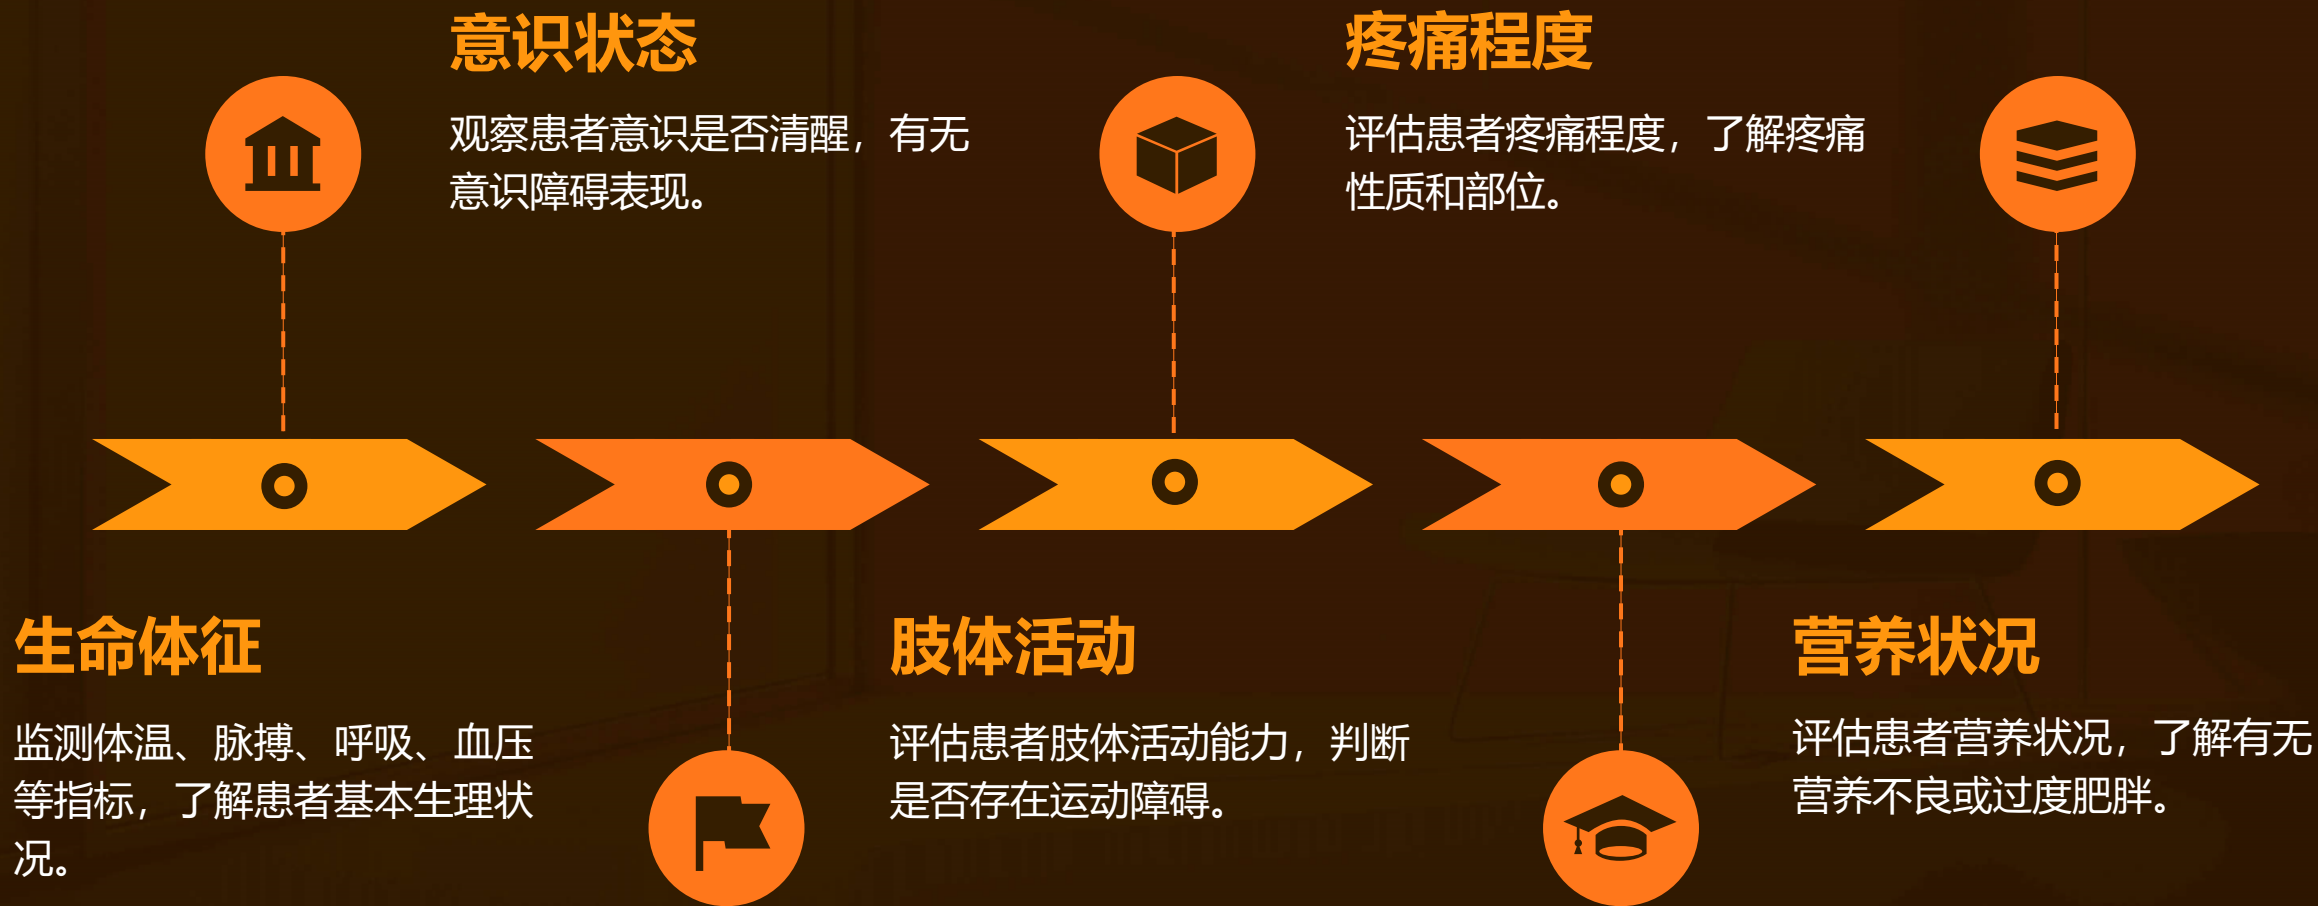 意识状态
观察患者意识是否清醒，有无
意识障碍表现。
疼痛程度
评估患者疼痛程度，了解疼痛
性质和部位。
生命体征
监测体温、脉搏、呼吸、血压
等指标，了解患者基本生理状
况。
肢体活动
评估患者肢体活动能力，判断
是否存在运动障碍。
营养状况
评估患者营养状况，了解有无
营养不良或过度肥胖。